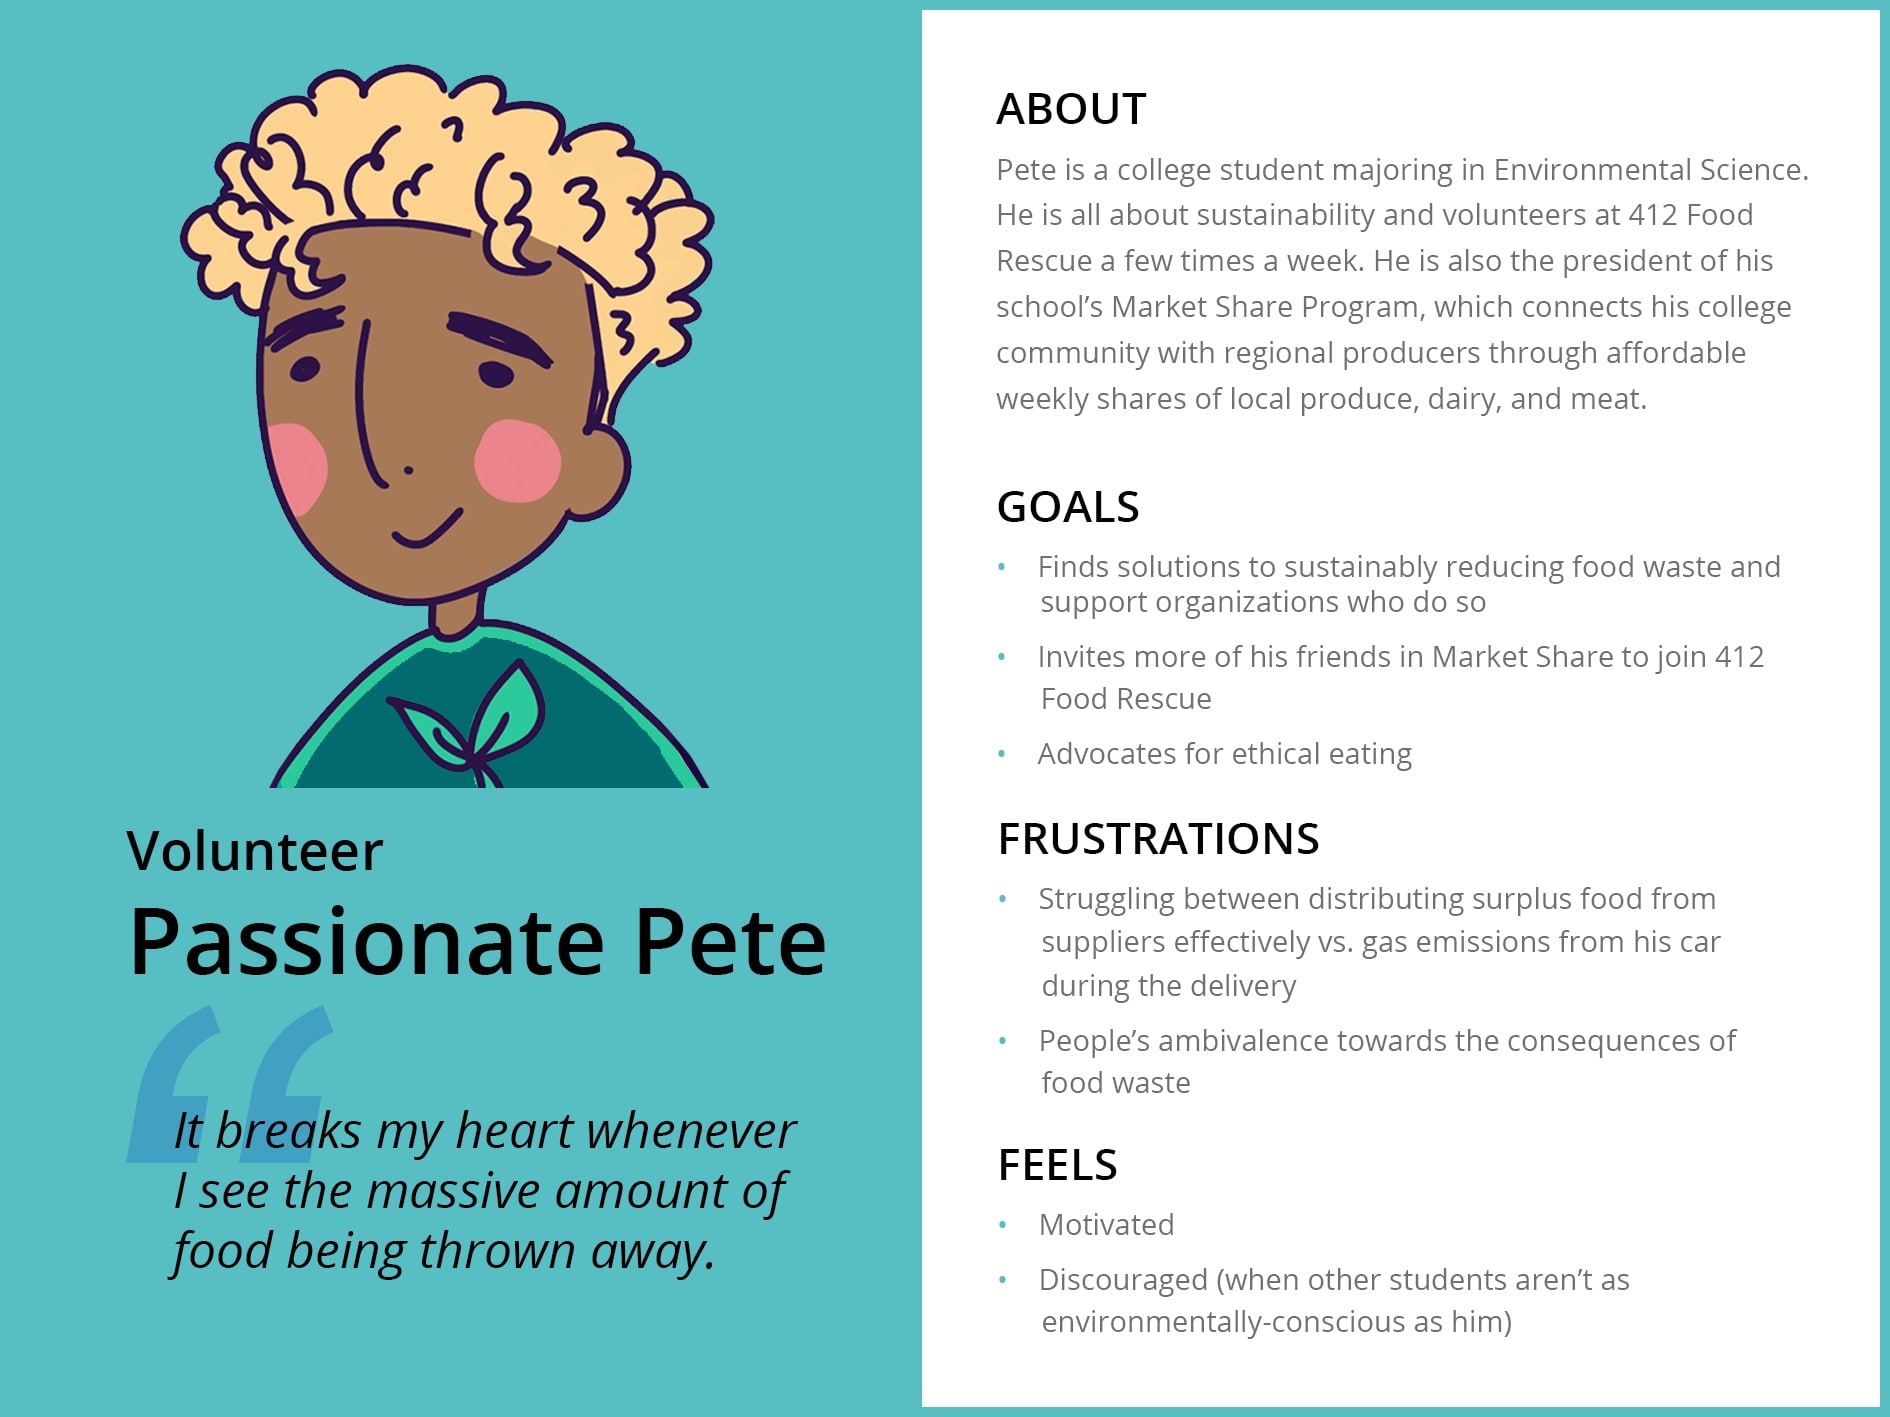 Volunteer
Passionate Pete
“
It breaks my heart whenever
I see the massive amount of
food being thrown away.
ABOUT
Pete is a college student majoring in Environmental Science.
He is all about sustainability and volunteers at 412 Food
Rescue a few times a week. He is also the president of his
school’s Market Share Program, which connects his college
community with regional producers through affordable
weekly shares of local produce, dairy, and meat.
GOALS
• Finds solutions to sustainably reducing food waste and
support organizations who do so
• Invites more of his friends in Market Share to join 412
Food Rescue
• Advocates for ethical eating
FRUSTRATIONS
• Struggling between distributing surplus food from
suppliers effectively vs. gas emissions from his car
during the delivery
• People’s ambivalence towards the consequences of
food waste
FEELS
• Motivated
• Discouraged (when other students aren’t as
environmentally-conscious as him)